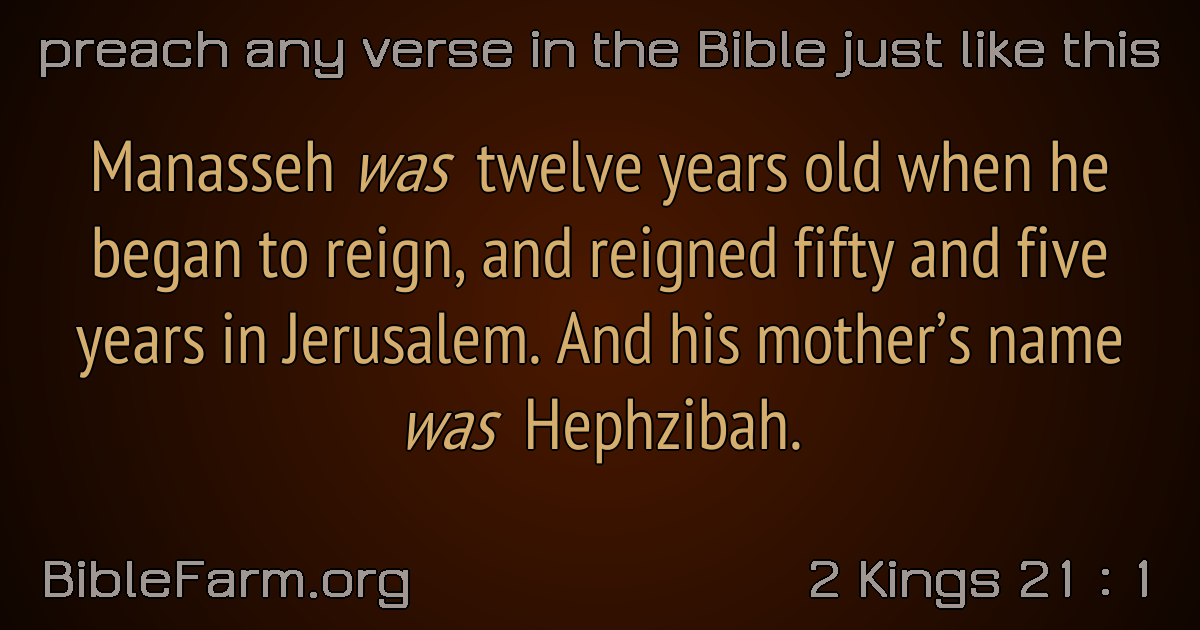 preach any verse in the Bible just like this
Manasseh was twelve years old when he
began to reign, and reigned fifty and five
years in Jerusalem. And his mother’s name
was Hephzibah.
BibleFarm.org
2 Kings 21 : 1